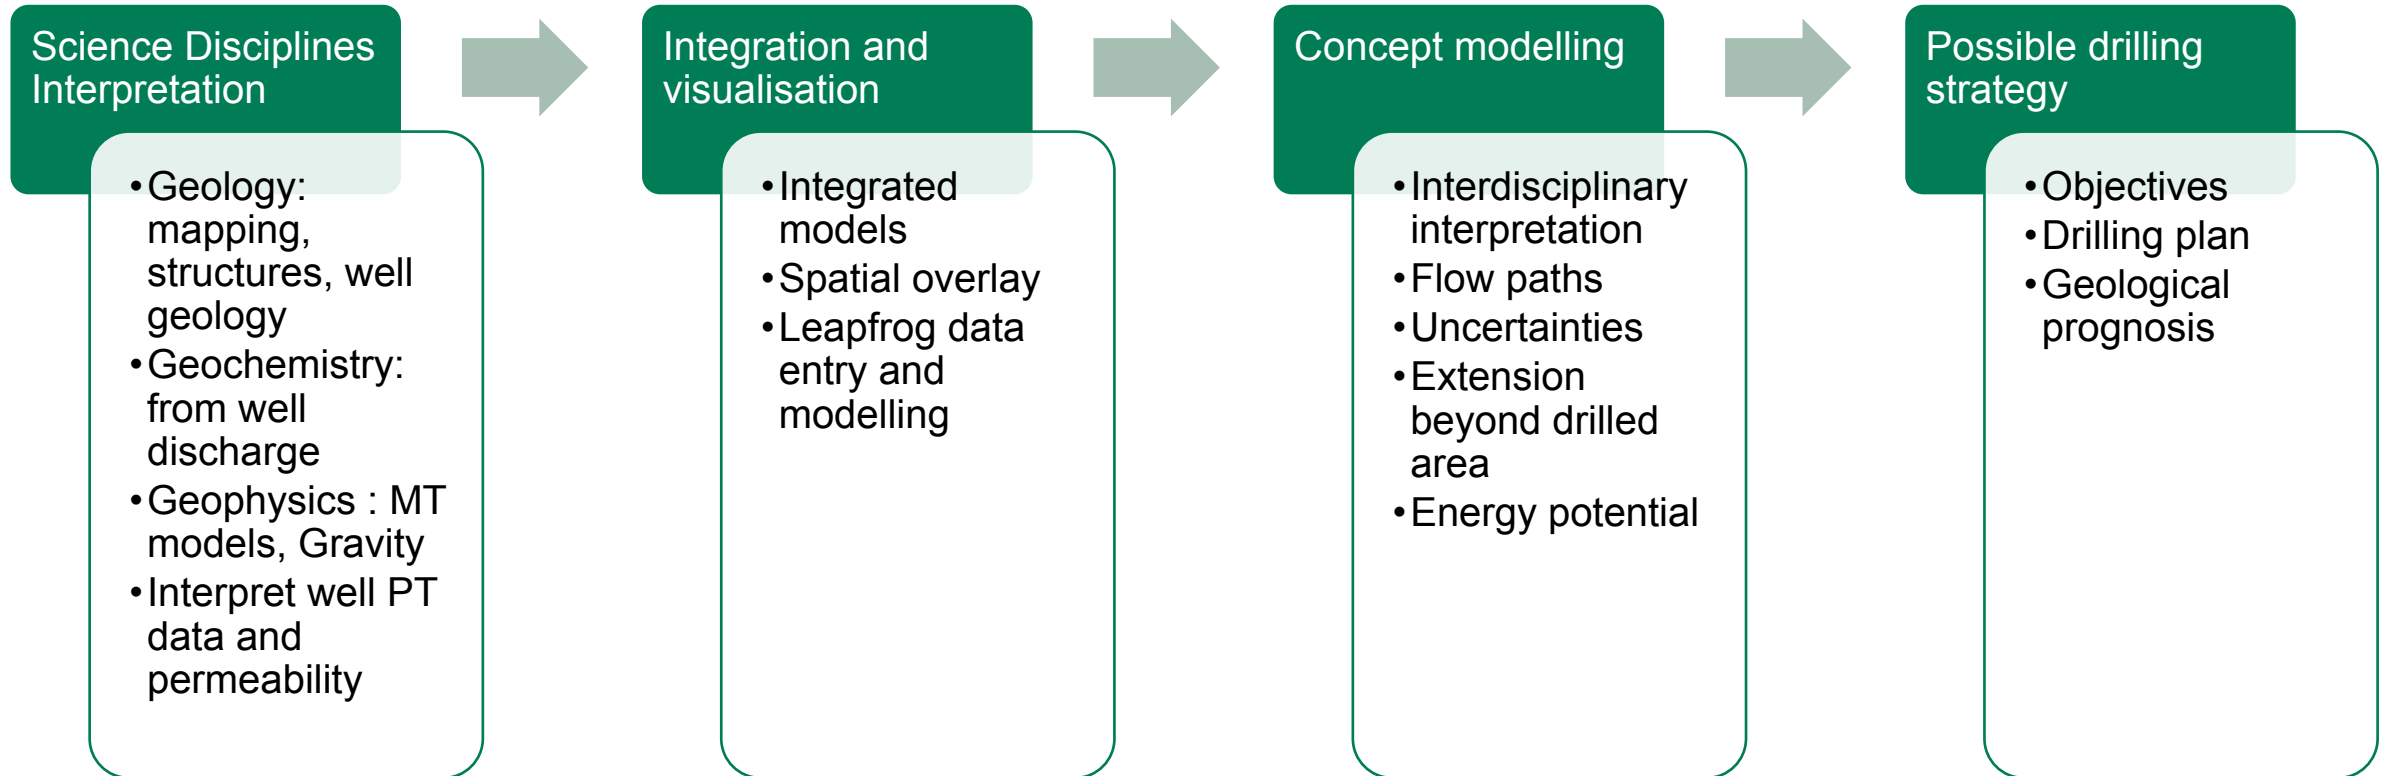 Science Disciplines
Interpretation
•Geology:
mapping,
structures, well
geology
•Geochemistry:
from well
discharge
•Geophysics : MT
models, Gravity
•Interpret well PT
data and
permeability
Integration and
visualisation
•Integrated
models
•Spatial overlay
•Leapfrog data
entry and
modelling
Concept modelling
•Interdisciplinary
interpretation
•Flow paths
•Uncertainties
•Extension
beyond drilled
area
•Energy potential
Possible drilling
strategy
•Objectives
•Drilling plan
•Geological
prognosis